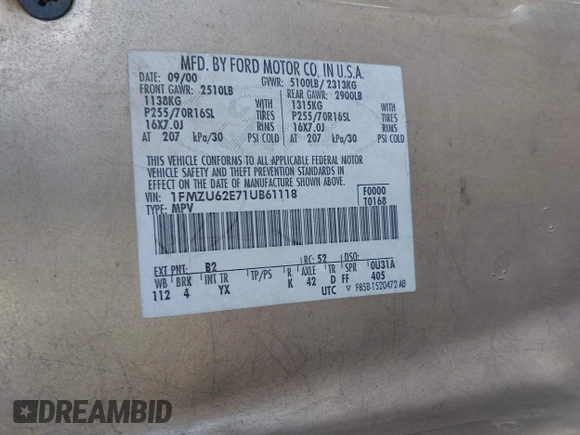 MFD. BY FORD MOTOR CO. IN U.S.A.
DATE: 09/00 GVWR: 5100LB/ 2313KG
FRONT GAWR: 2510LB REAR GAWR: 2900LB
1138KG WITH 1315KG WITH
P255/70R16SL TIRES P255/70R16SL TIRES
16X7.0J RIMS 16X7.0J RIMS
AT 207 kPa/30 PSI COLD AT 207 kPa/30 PSI COLD
THIS VEHICLE CONFORMS TO ALL APPLICABLE FEDERAL MOTOR
VEHICLE SAFETY AND THEFT PREVENTION STANDARDS IN
EFFECT ON THE DATE OF MANUFACTURE SHOWN ABOVE.
VIN: 1FMZU62E71UB61118 F0000
TYPE: MPV T0168
EXT PNT: B2 RC: 52 DSO:
WB BRK INT TR TP/PS R AXLE TR SPR 0U31A
112 4 YX K 42 D FF 405
UTC ▽ F85B-1520472-AB
DREAMBID